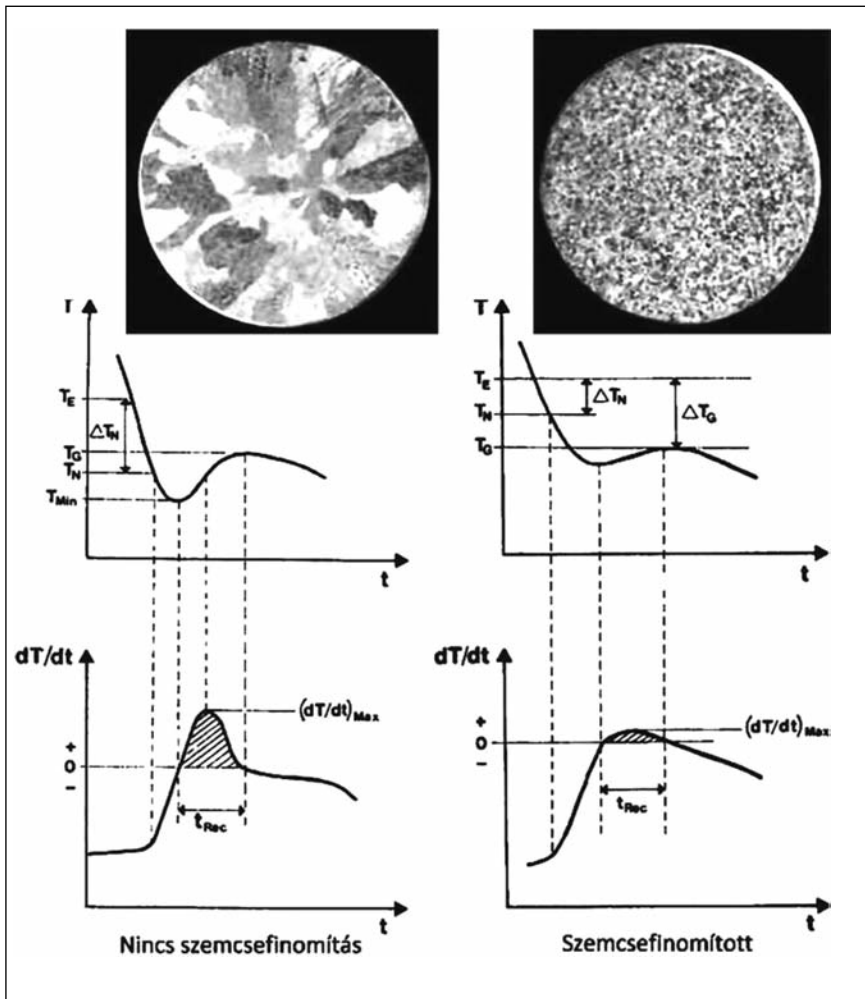 T
T_E
ΔT_N
T_G
T_N
T_Min
t
dT/dt
+
0
−
(dT/dt)_Max
t_Rec
t
Nincs szemcsefinomítás
T
T_E
ΔT_N
T_N
ΔT_G
T_G
t
dT/dt
+
0
−
(dT/dt)_Max
t_Rec
t
Szemcsefinomított